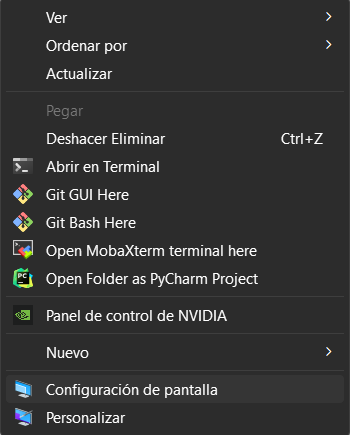 Ver
Ordenar por
Actualizar
Pegar
Deshacer Eliminar Ctrl+Z
Abrir en Terminal
Git GUI Here
Git Bash Here
Open MobaXterm terminal here
PC
Open Folder as PyCharm Project
Panel de control de NVIDIA
Nuevo
Configuración de pantalla
Personalizar